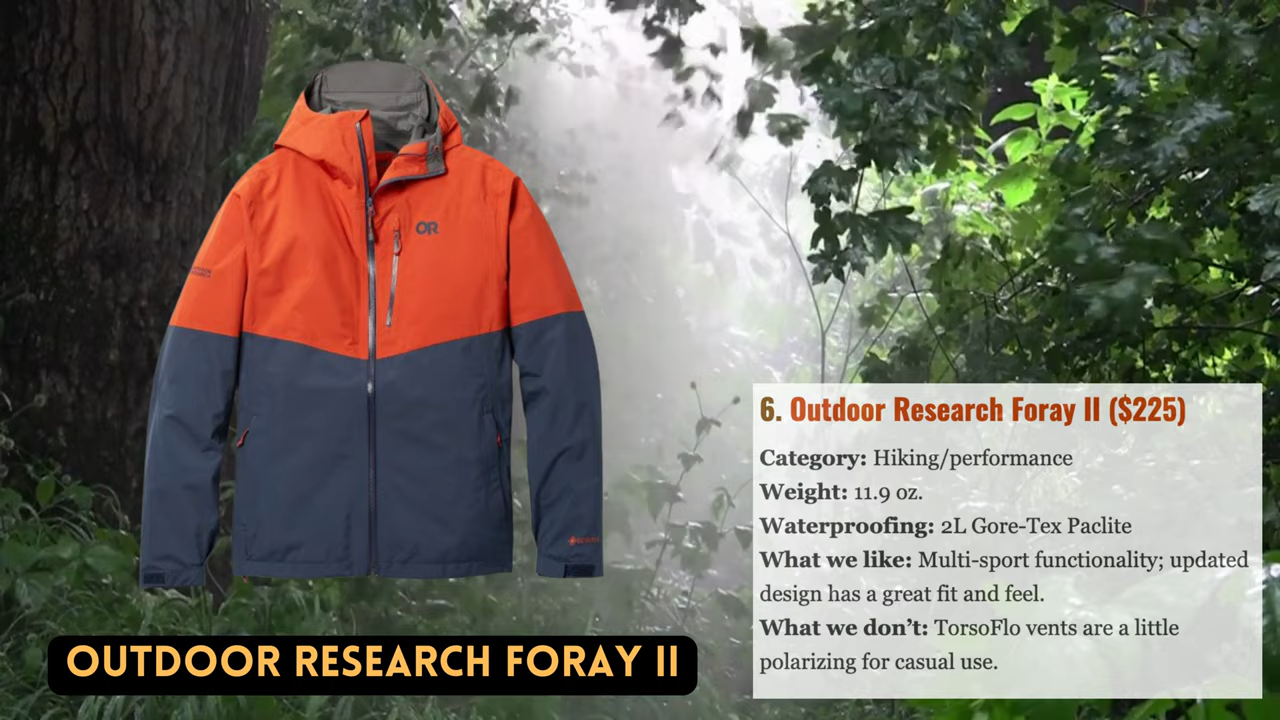 OR
6. Outdoor Research Foray II ($225)
Category: Hiking/performance
Weight: 11.9 oz.
Waterproofing: 2L Gore-Tex Paclite
What we like: Multi-sport functionality; updated
design has a great fit and feel.
What we don’t: TorsoFlo vents are a little
polarizing for casual use.
OUTDOOR RESEARCH FORAY II